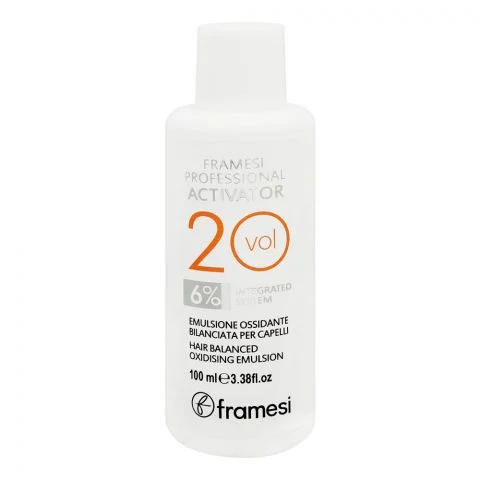 FRAMESI
PROFESSIONAL
ACTIVATOR
20 vol
6% INTEGRATED
SYSTEM
EMULSIONE OSSIDANTE
BILANCIATA PER CAPELLI
HAIR BALANCED
OXIDISING EMULSION
100 ml ℮ 3.38fl.oz
framesi